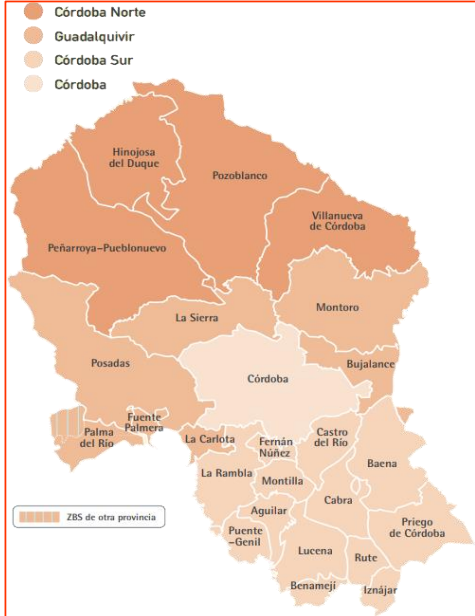 Córdoba Norte
Guadalquivir
Córdoba Sur
Córdoba
Hinojosa
del Duque
Pozoblanco
Villanueva
de Córdoba
Peñarroya-Pueblonuevo
Montoro
La Sierra
Posadas
Bujalance
Córdoba
Fuente
Palmera
Palma
del Río
La Carlota
Fernán
Núñez
Castro
del Río
Baena
La Rambla
Montilla
Cabra
Aguilar
Priego
de Córdoba
Puente
-Genil
Lucena
Rute
Benamejí
Iznájar
ZBS de otra provincia